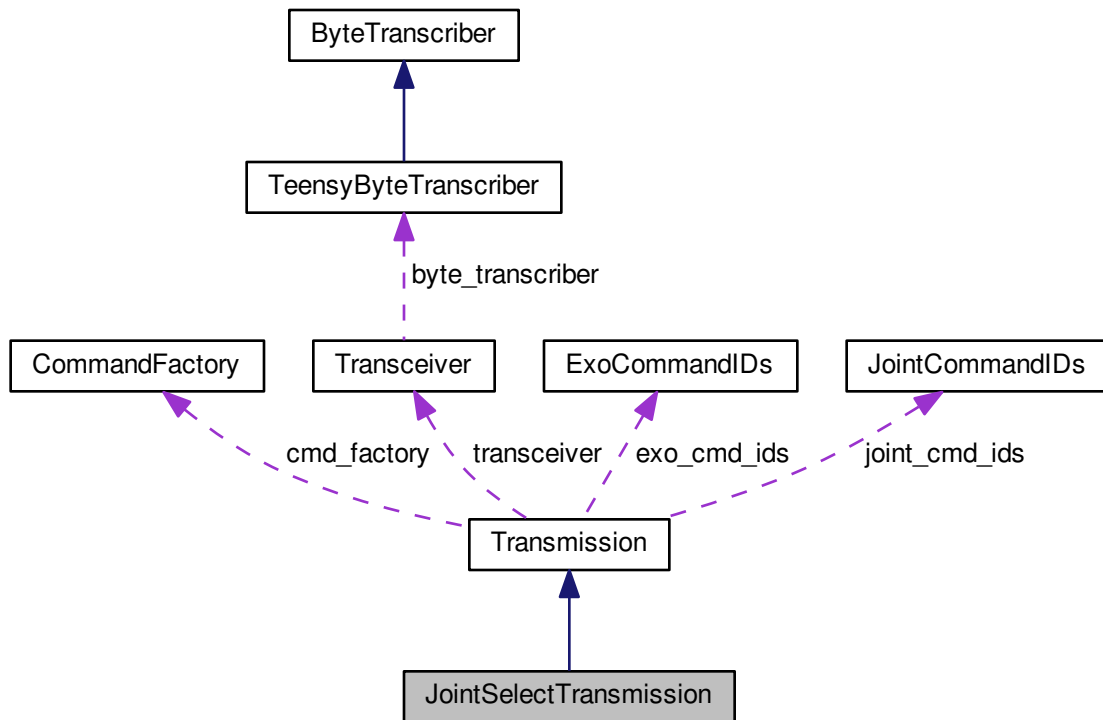 ByteTranscriber
TeensyByteTranscriber
byte_transcriber
CommandFactory
Transceiver
ExoCommandIDs
JointCommandIDs
cmd_factory
transceiver
exo_cmd_ids
joint_cmd_ids
Transmission
JointSelectTransmission